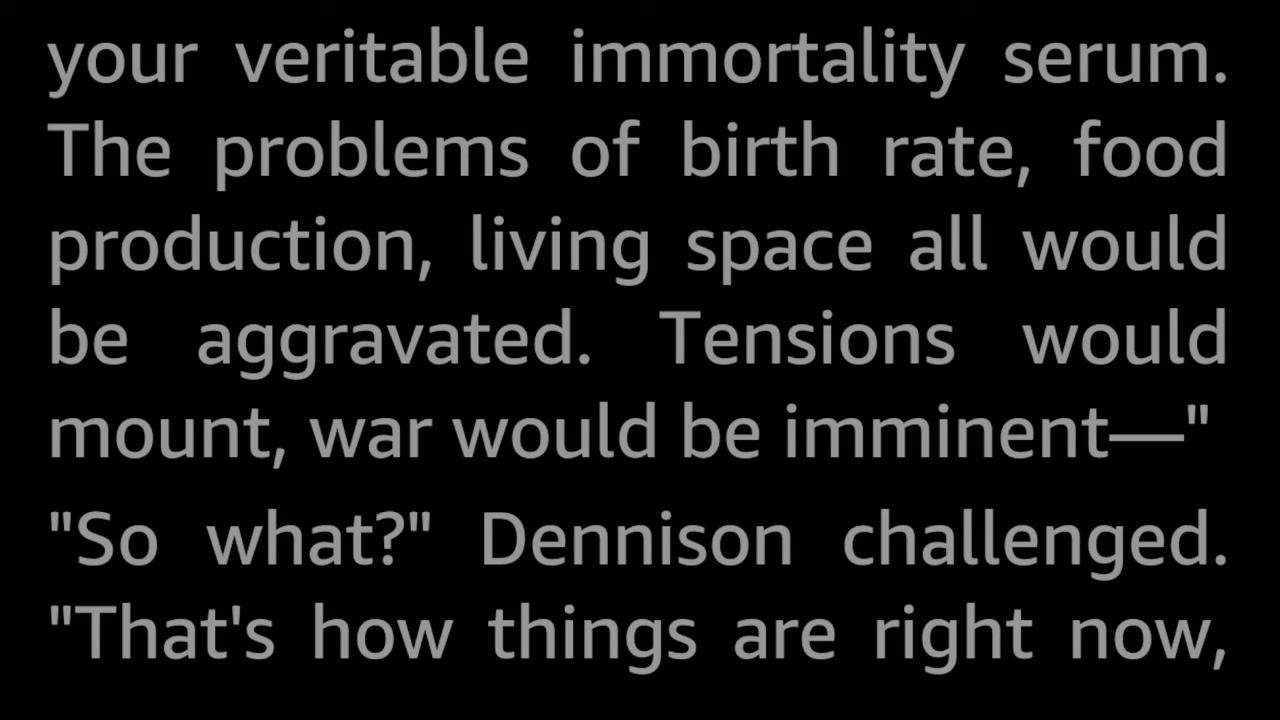 your veritable immortality serum.
The problems of birth rate, food
production, living space all would
be aggravated. Tensions would
mount, war would be imminent—"
"So what?" Dennison challenged.
"That's how things are right now,